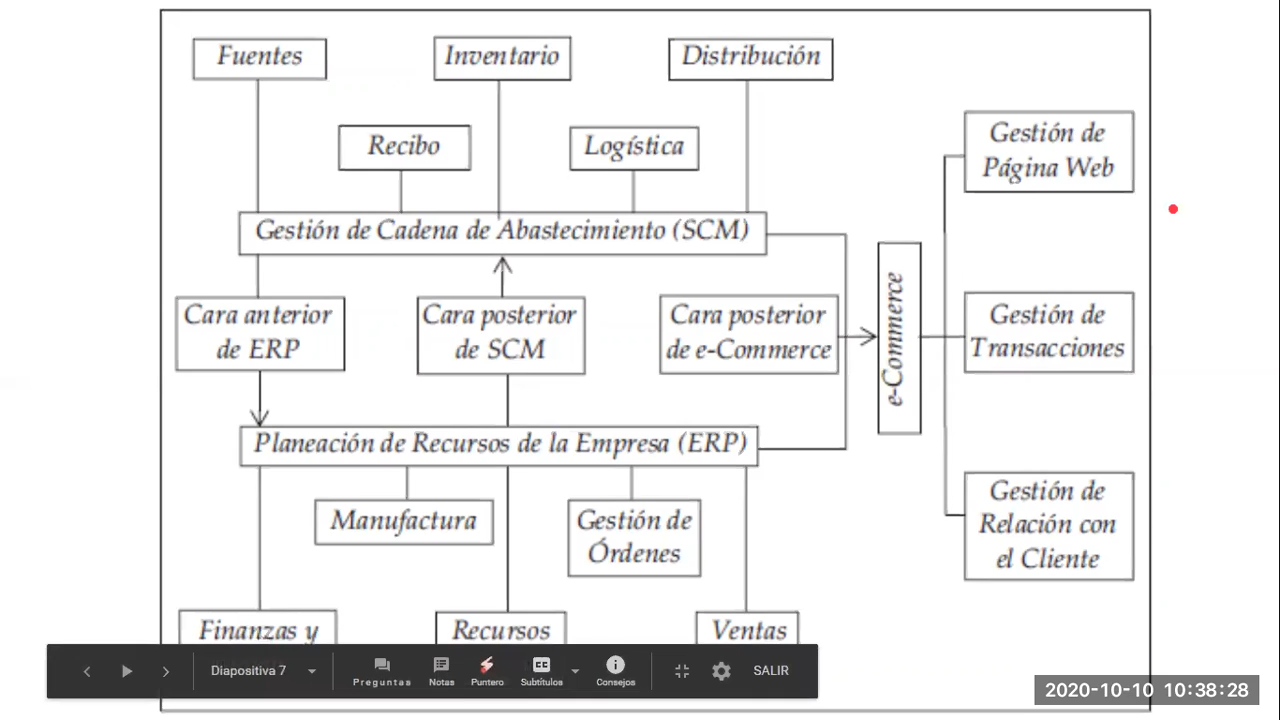 Fuentes
Inventario
Distribución
Recibo
Logística
Gestión de
Página Web
Gestión de Cadena de Abastecimiento (SCM)
Cara anterior
de ERP
Cara posterior
de SCM
Cara posterior
de e-Commerce
e-Commerce
Gestión de
Transacciones
Planeación de Recursos de la Empresa (ERP)
Manufactura
Gestión de
Órdenes
Gestión de
Relación con
el Cliente
Finanzas y
Recursos
Ventas
Diapositiva 7
Preguntas
Notas
Puntero
CC
Subtítulos
Consejos
SALIR
2020-10-10 10:38:28